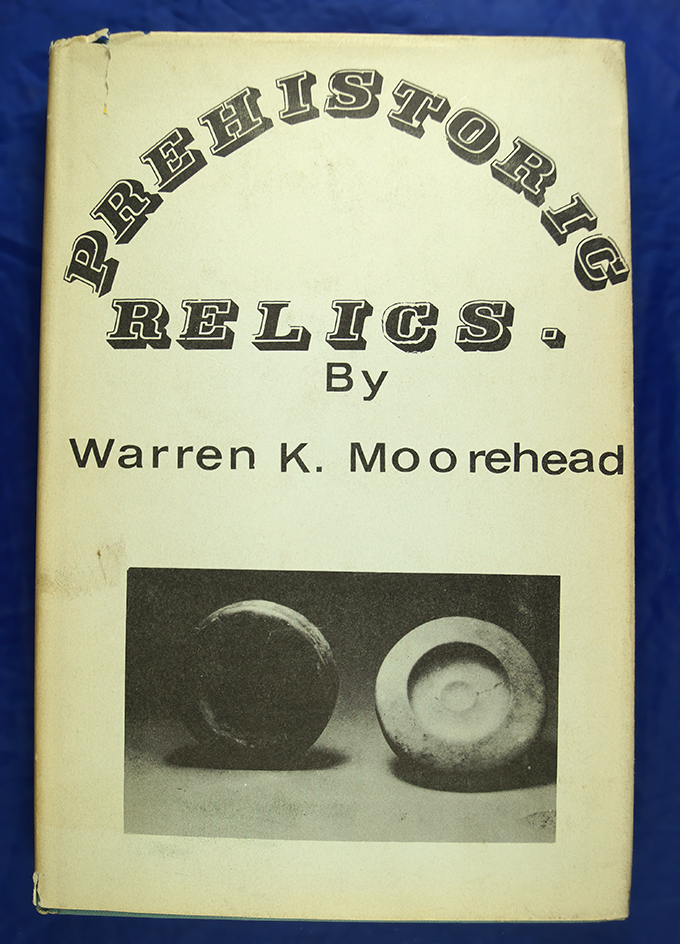 PREHISTORIC
RELICS.
By
Warren K. Moorehead